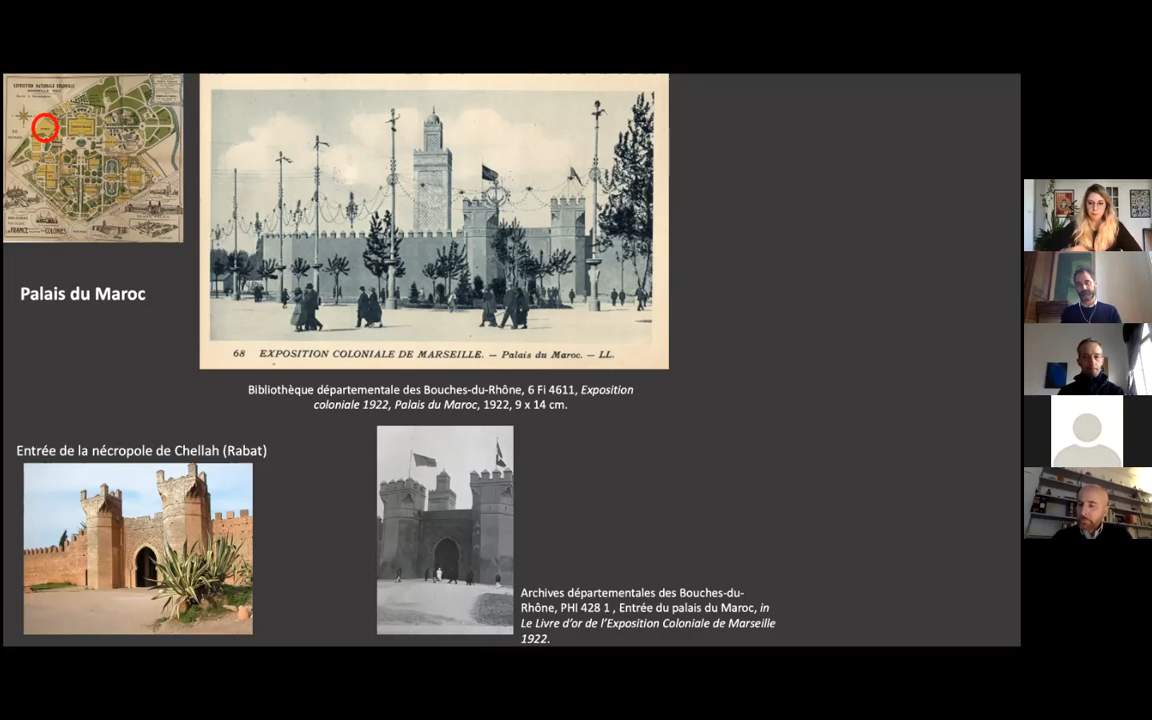 EXPOSITION NATIONALE COLONIALE
MARSEILLE 1922
La FRANCE COLONIES
Palais du Maroc
68 EXPOSITION COLONIALE DE MARSEILLE. — Palais du Maroc. — LL.
Bibliothèque départementale des Bouches-du-Rhône, 6 Fi 4611, Exposition
coloniale 1922, Palais du Maroc, 1922, 9 x 14 cm.
Entrée de la nécropole de Chellah (Rabat)
Archives départementales des Bouches-du-
Rhône, PHI 428 1 , Entrée du palais du Maroc, in
Le Livre d’or de l’Exposition Coloniale de Marseille
1922.